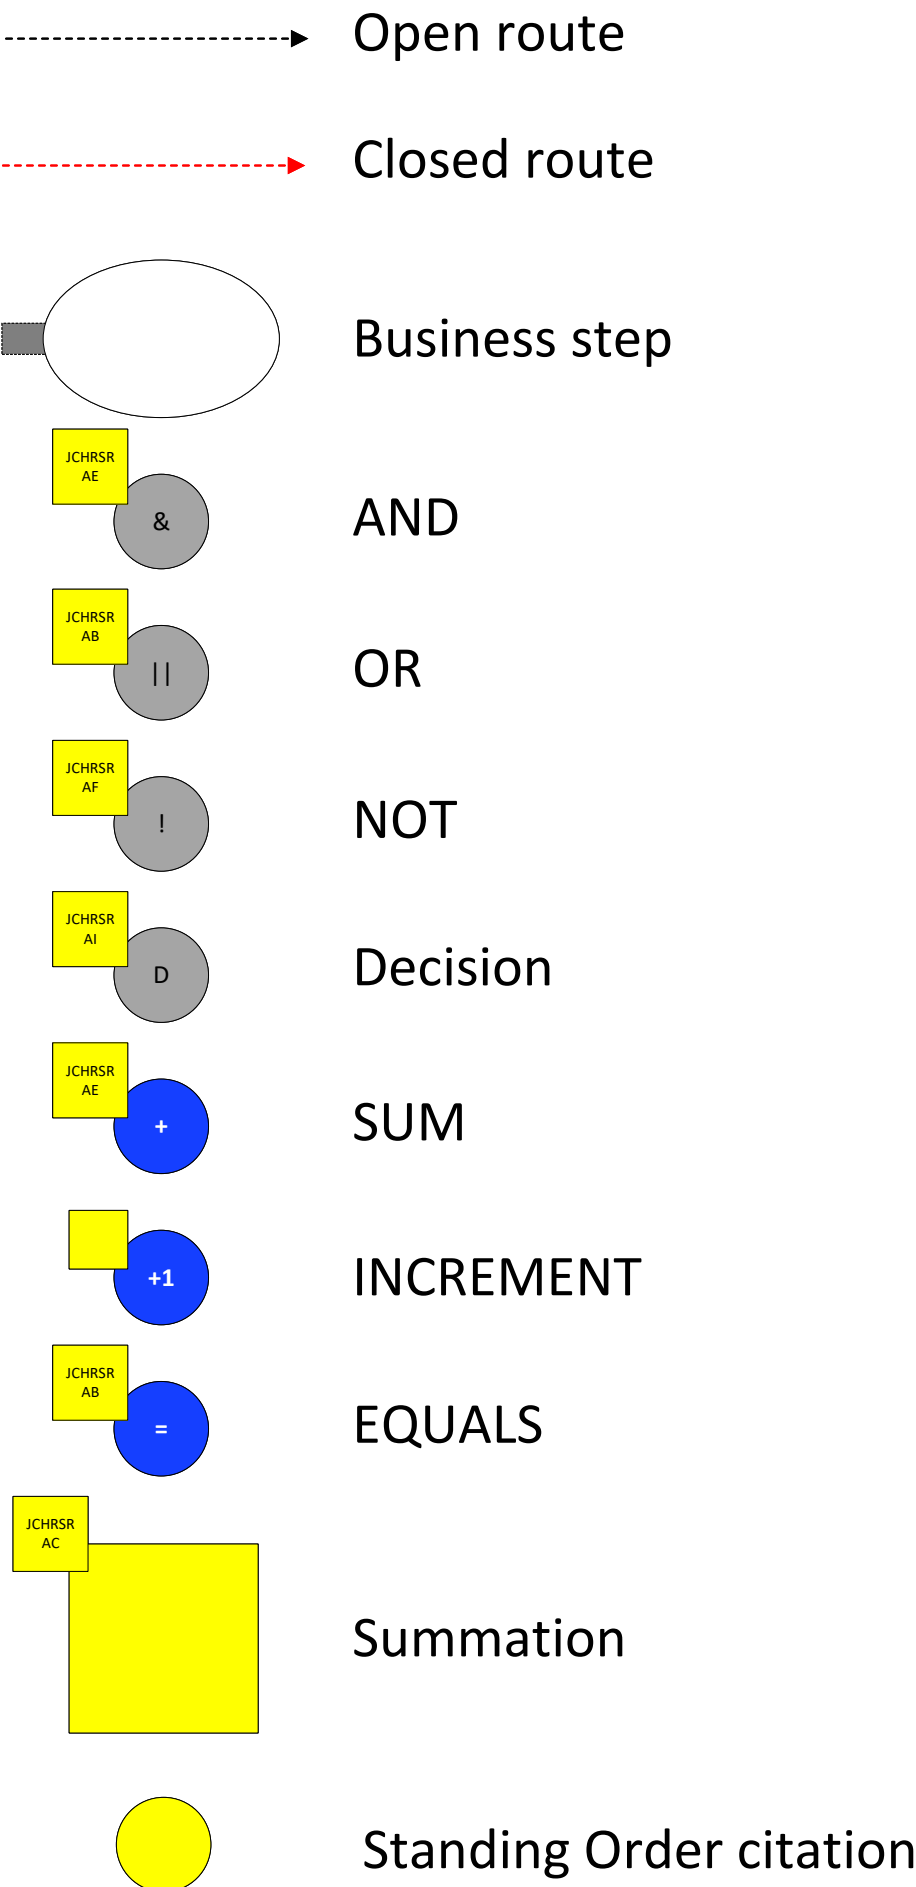 Open route
Closed route
Business step
JCHRSR
AE
&
AND
JCHRSR
AB
||
OR
JCHRSR
AF
!
NOT
JCHRSR
AI
D
Decision
JCHRSR
AE
+
SUM
+1
INCREMENT
JCHRSR
AB
=
EQUALS
JCHRSR
AC
Summation
Standing Order citation